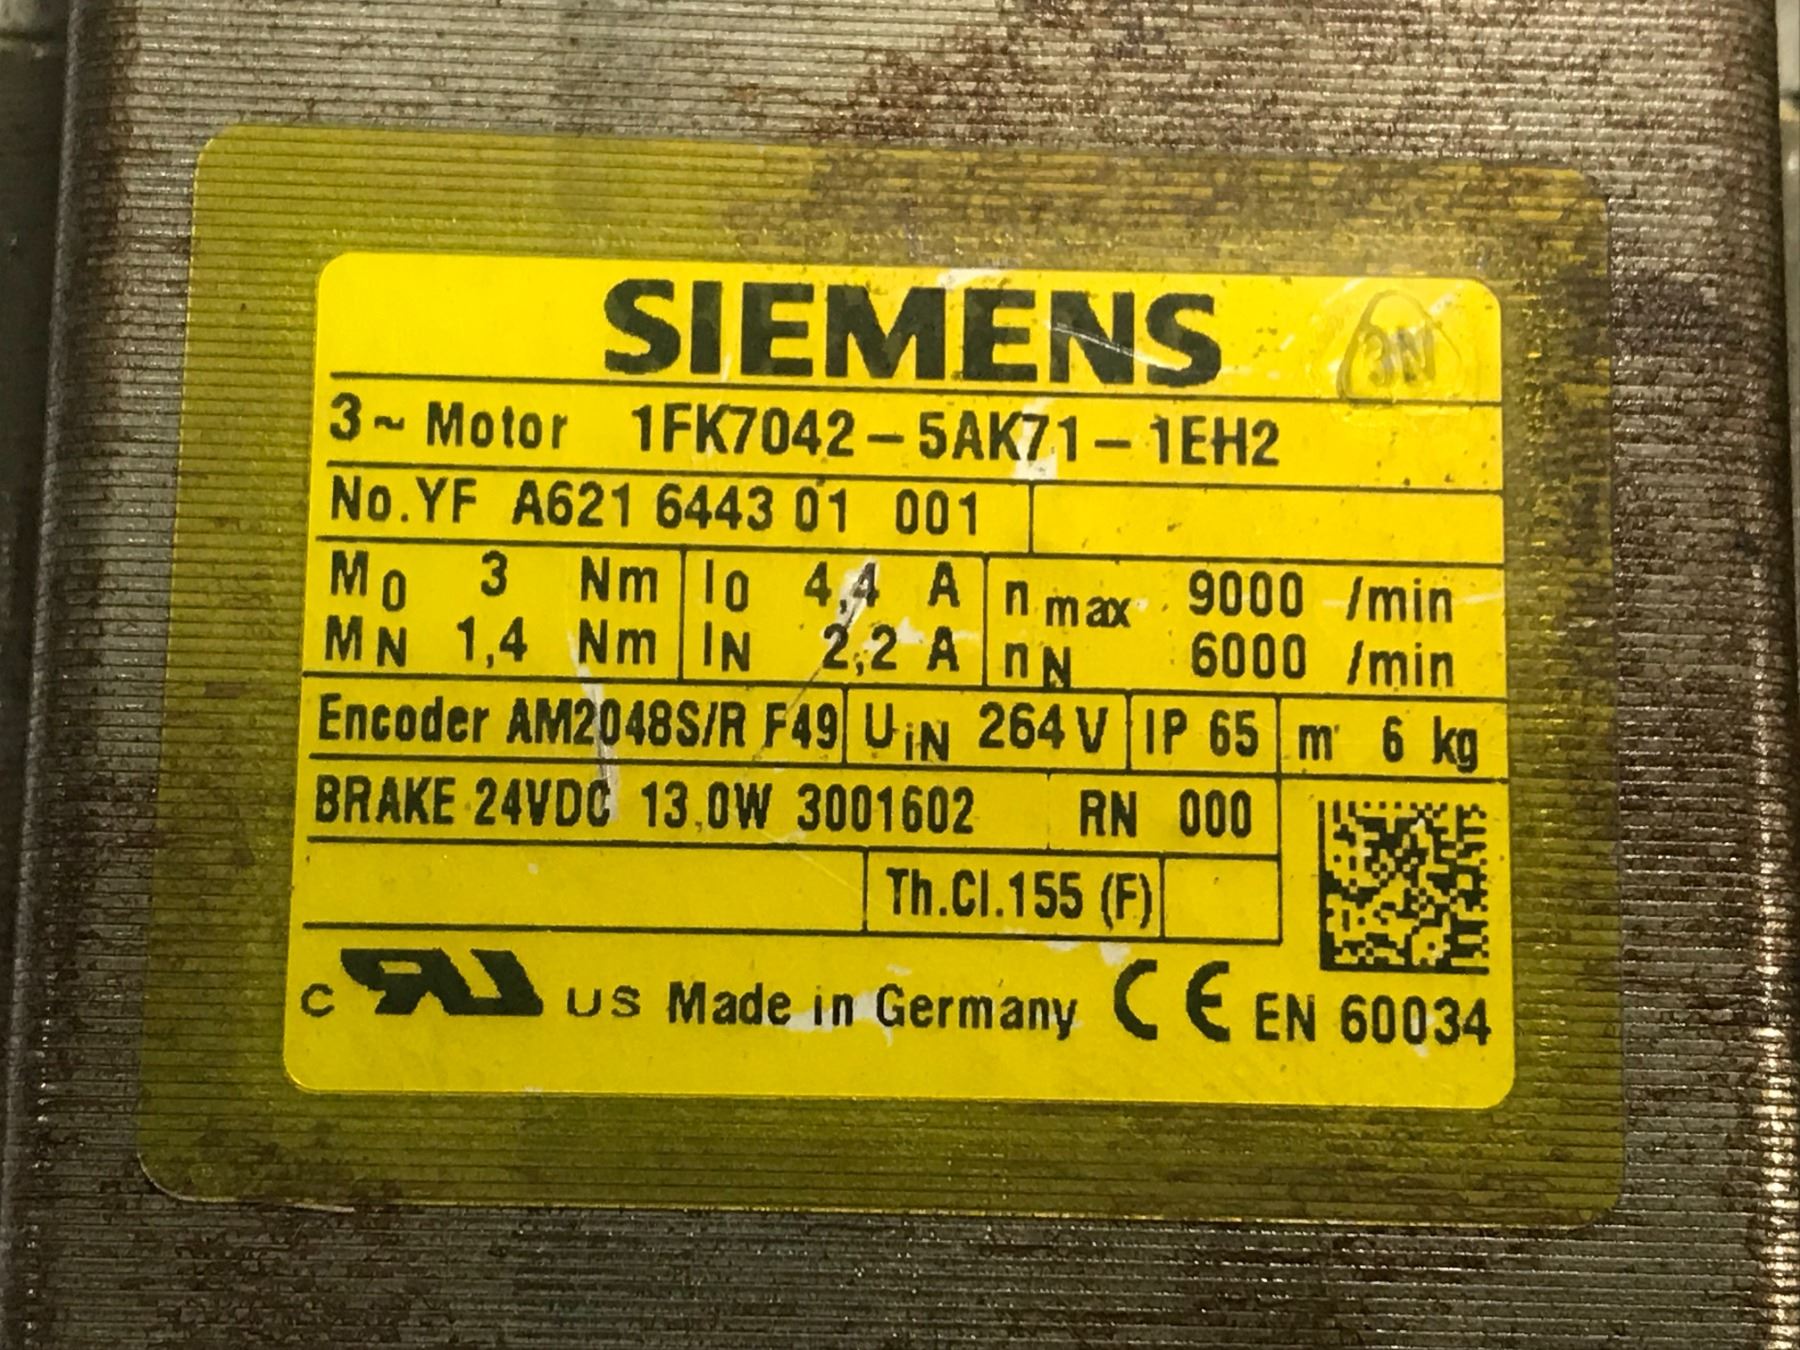 SIEMENS
3N
3~ Motor 1FK7042-5AK71-1EH2
No.YF A621 6443 01 001
M0 3 Nm I0 4,4 A n max 9000 /min
MN 1,4 Nm IN 2,2 A nN 6000 /min
Encoder AM2048S/R F49 UiN 264 V IP 65 m 6 kg
BRAKE 24VDC 13,0W 3001602 RN 000
Th.Cl.155 (F)
c RU US Made in Germany CE EN 60034